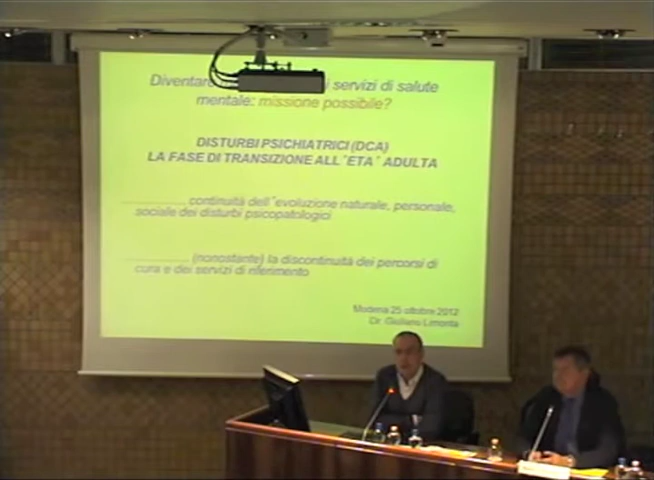 Diventare i servizi di salute
mentale: missione possibile?
DISTURBI PSICHIATRICI (DCA)
LA FASE DI TRANSIZIONE ALL´ETA´ ADULTA
................ continuità dell´evoluzione naturale, personale,
sociale dei disturbi psicopatologici
................ (nonostante) la discontinuità dei percorsi di
cura e dei servizi di riferimento
Modena 25 ottobre 2012
Dr. Giuliano Limonta